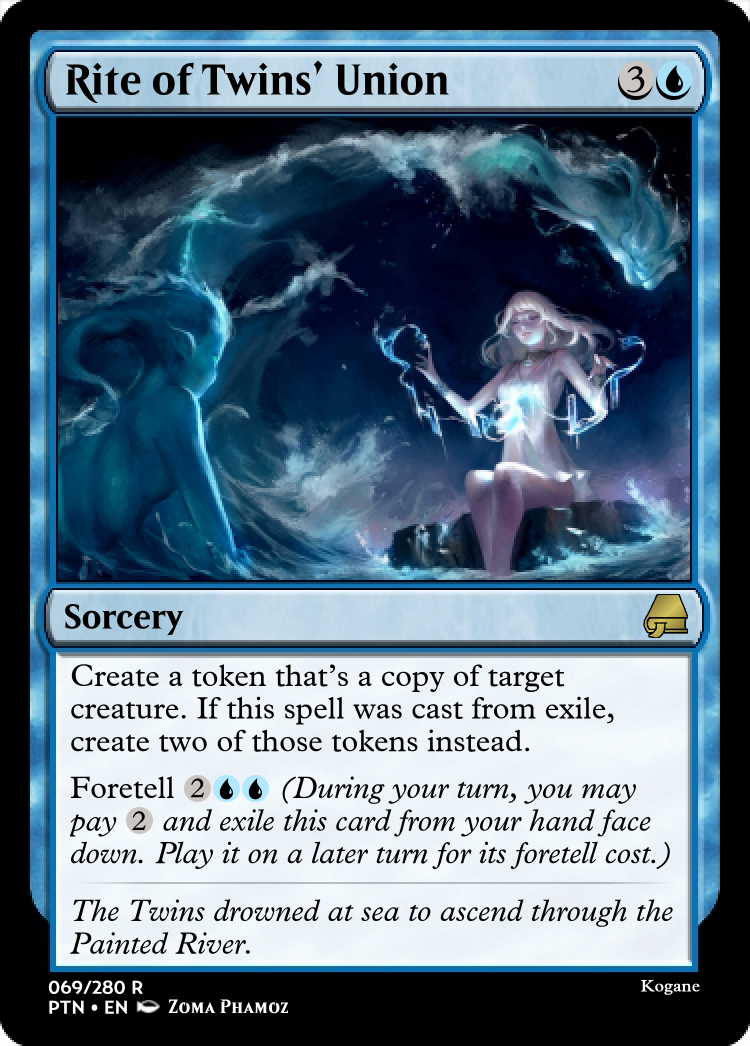 Rite of Twins' Union 3
Sorcery
Create a token that's a copy of target
creature. If this spell was cast from exile,
create two of those tokens instead.
Foretell 2 (During your turn, you may
pay 2 and exile this card from your hand face
down. Play it on a later turn for its foretell cost.)
The Twins drowned at sea to ascend through the
Painted River.
069/280 R
PTN • EN Zoma Phamoz
Kogane